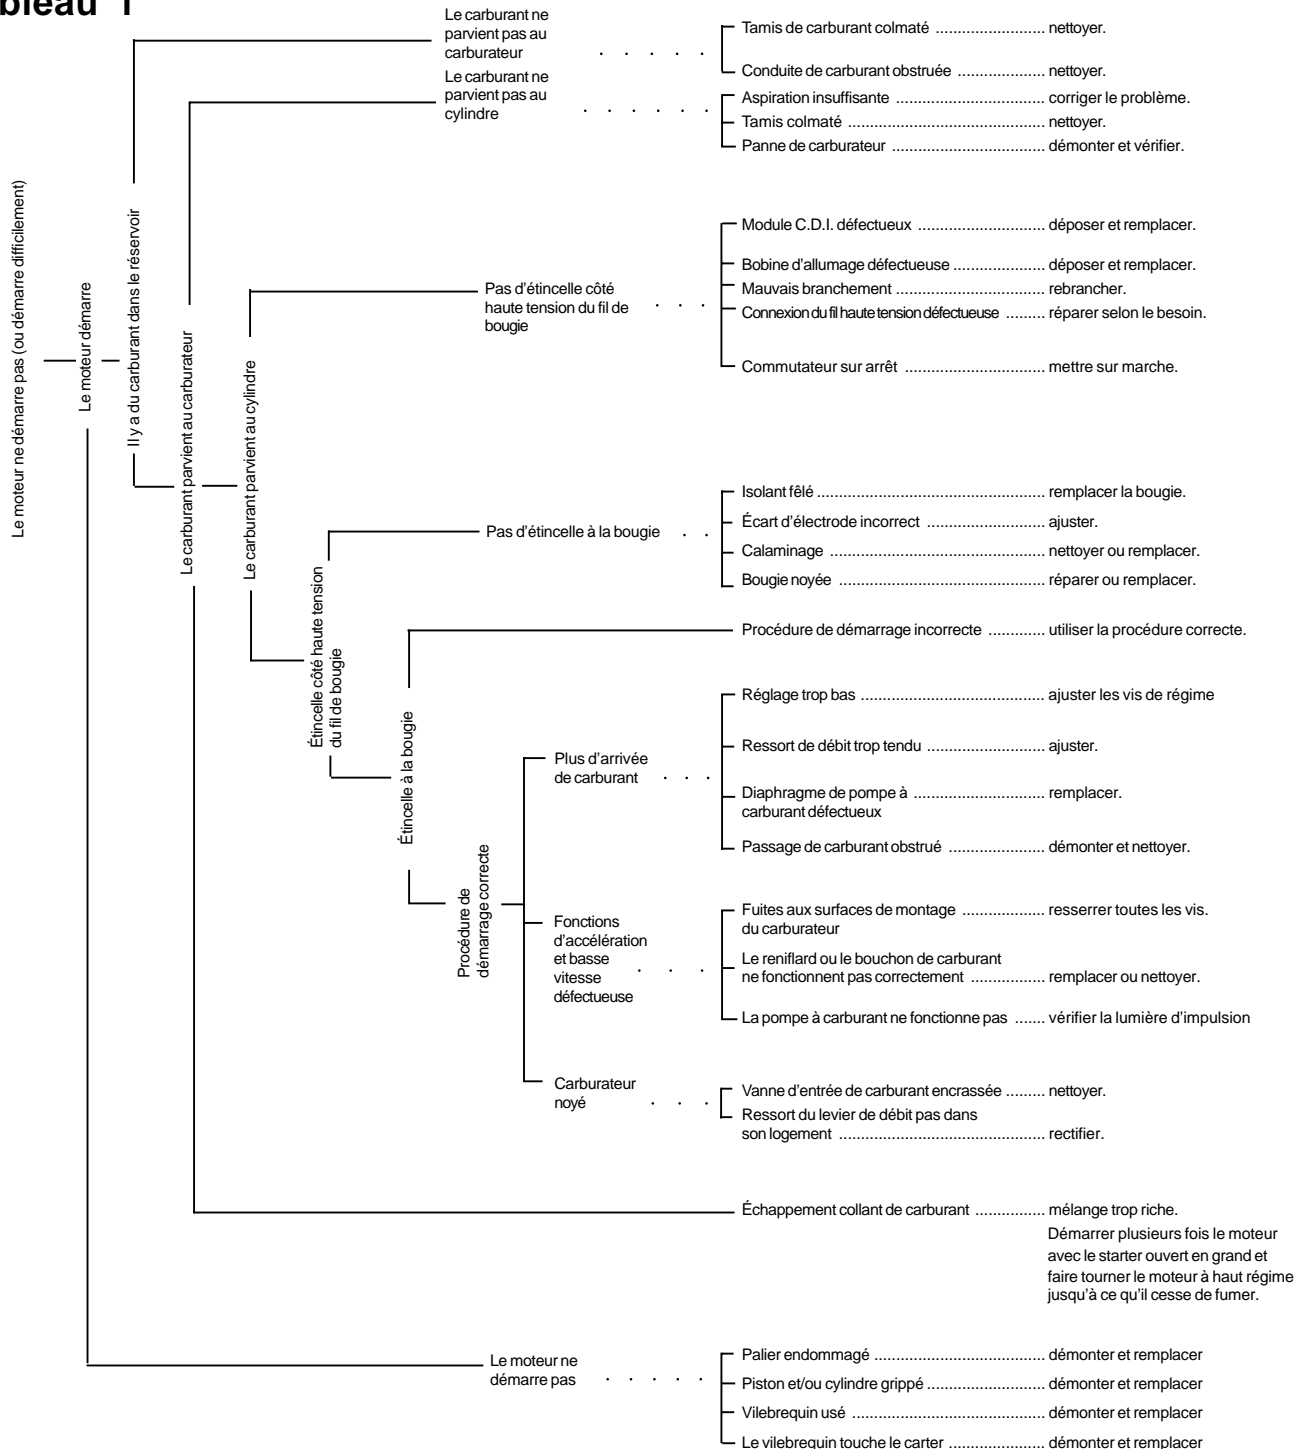 bleau 1
Le carburant ne
parvient pas au
carburateur . . . . .
Tamis de carburant colmaté ......................... nettoyer.
Conduite de carburant obstruée .................... nettoyer.
Le carburant ne
parvient pas au
cylindre . . . . . .
Aspiration insuffisante .................................. corriger le problème.
Tamis colmaté ............................................. nettoyer.
Panne de carburateur ................................... démonter et vérifier.
Le moteur ne démarre pas (ou démarre difficilement)
Le moteur démarre
Il y a du carburant dans le réservoir
Le carburant parvient au carburateur
Le carburant parvient au cylindre
Pas d'étincelle côté
haute tension du fil de
bougie . . .
Module C.D.I. défectueux ............................. déposer et remplacer.
Bobine d'allumage défectueuse ..................... déposer et remplacer.
Mauvais branchement .................................. rebrancher.
Connexion du fil haute tension défectueuse ......... réparer selon le besoin.
Commutateur sur arrêt ................................ mettre sur marche.
Étincelle côté haute tension
du fil de bougie
Pas d'étincelle à la bougie . .
Isolant fêlé .................................................... remplacer la bougie.
Écart d'électrode incorrect ........................... ajuster.
Calaminage ................................................. nettoyer ou remplacer.
Bougie noyée ............................................... réparer ou remplacer.
Étincelle à la bougie
Procédure de démarrage incorrecte ............. utiliser la procédure correcte.
Procédure de
démarrage correcte
Plus d'arrivée
de carburant . . .
Réglage trop bas .......................................... ajuster les vis de régime
Ressort de débit trop tendu ........................... ajuster.
Diaphragme de pompe à .............................. remplacer.
carburant défectueux
Passage de carburant obstrué ...................... démonter et nettoyer.
Fonctions
d'accélération
et basse
vitesse . . .
défectueuse
Fuites aux surfaces de montage ................... resserrer toutes les vis.
du carburateur
Le reniflard ou le bouchon de carburant
ne fonctionnent pas correctement ................. remplacer ou nettoyer.
La pompe à carburant ne fonctionne pas ....... vérifier la lumière d'impulsion
Carburateur
noyé . . .
Vanne d'entrée de carburant encrassée ......... nettoyer.
Ressort du levier de débit pas dans
son logement ............................................... rectifier.
Échappement collant de carburant ................ mélange trop riche.
Démarrer plusieurs fois le moteur
avec le starter ouvert en grand et
faire tourner le moteur à haut régime
jusqu'à ce qu'il cesse de fumer.
Le moteur ne
démarre pas . . . . .
Palier endommagé ....................................... démonter et remplacer
Piston et/ou cylindre grippé ........................... démonter et remplacer
Vilebrequin usé ............................................ démonter et remplacer
Le vilebrequin touche le carter ...................... démonter et remplacer